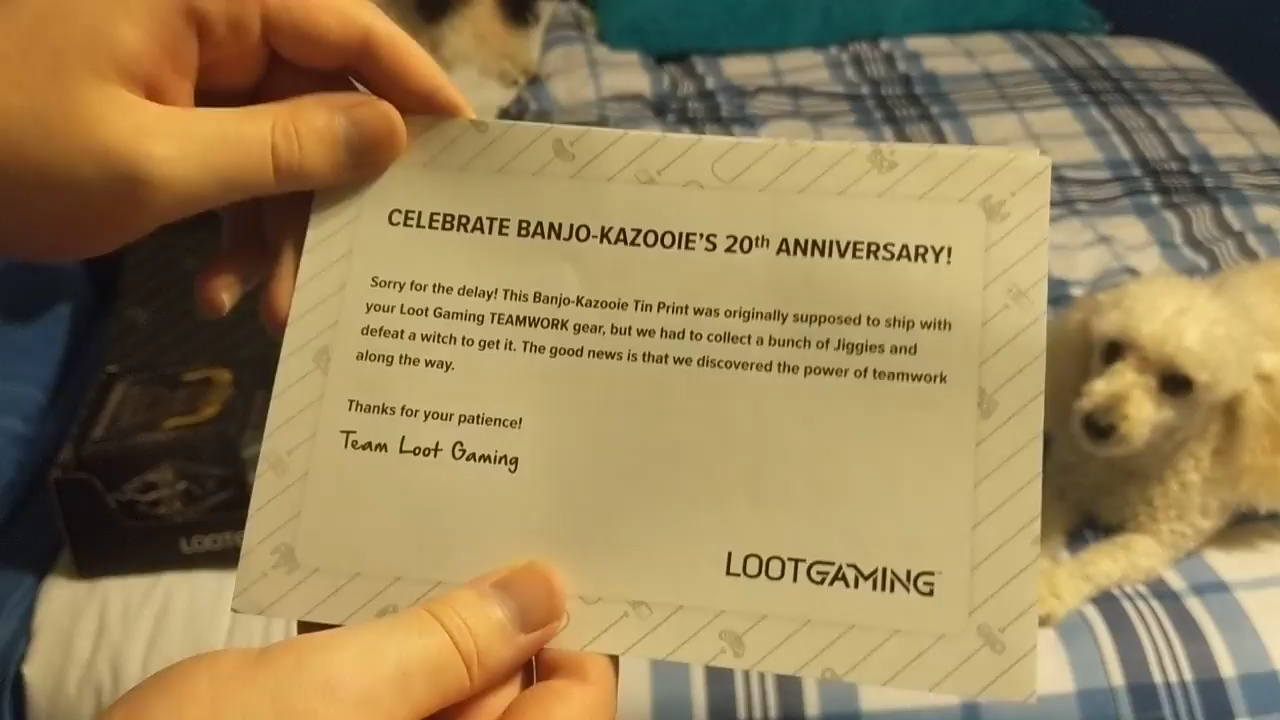 CELEBRATE BANJO-KAZOOIE'S 20th ANNIVERSARY!
Sorry for the delay! This Banjo-Kazooie Tin Print was originally supposed to ship with
your Loot Gaming TEAMWORK gear, but we had to collect a bunch of Jiggies and
defeat a witch to get it. The good news is that we discovered the power of teamwork
along the way.
Thanks for your patience!
Team Loot Gaming
LOOTGAMING
LOOT